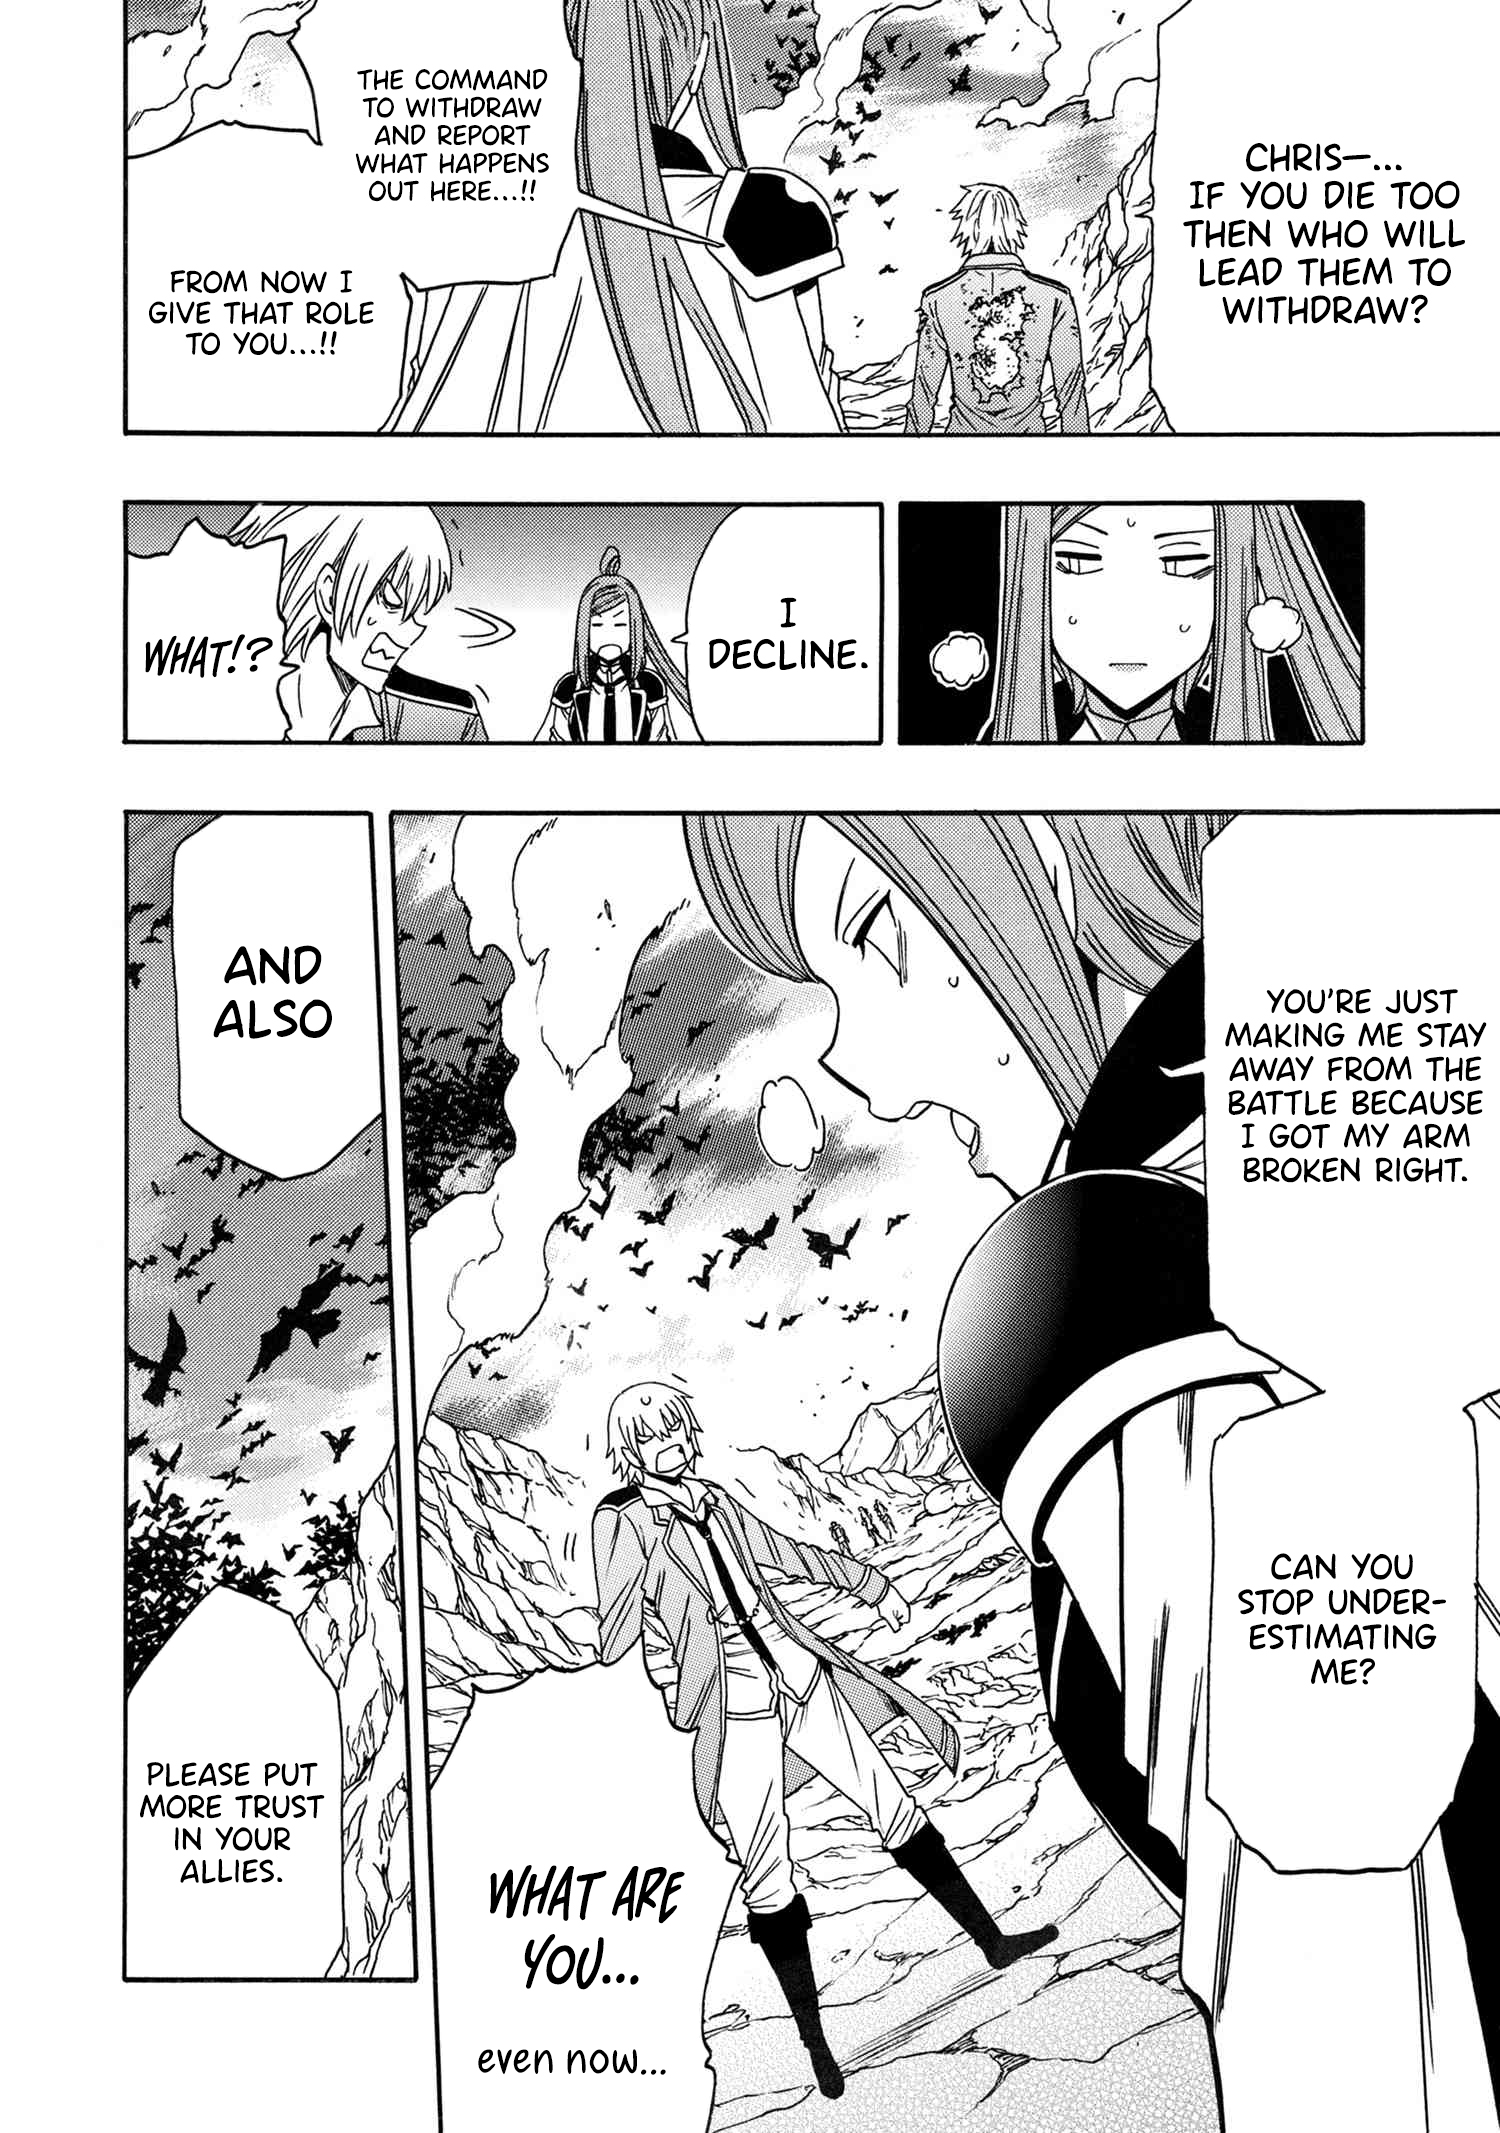 CHRIS—...
IF YOU DIE TOO
THEN WHO WILL
LEAD THEM TO
WITHDRAW?
THE COMMAND
TO WITHDRAW
AND REPORT
WHAT HAPPENS
OUT HERE...!!
FROM NOW I
GIVE THAT ROLE
TO YOU...!!
I
DECLINE.
WHAT!?
YOU'RE JUST
MAKING ME STAY
AWAY FROM THE
BATTLE BECAUSE
I GOT MY ARM
BROKEN RIGHT.
CAN YOU
STOP UNDER-
ESTIMATING
ME?
WHAT ARE
YOU...
even now...
AND
ALSO
PLEASE PUT
MORE TRUST
IN YOUR
ALLIES.